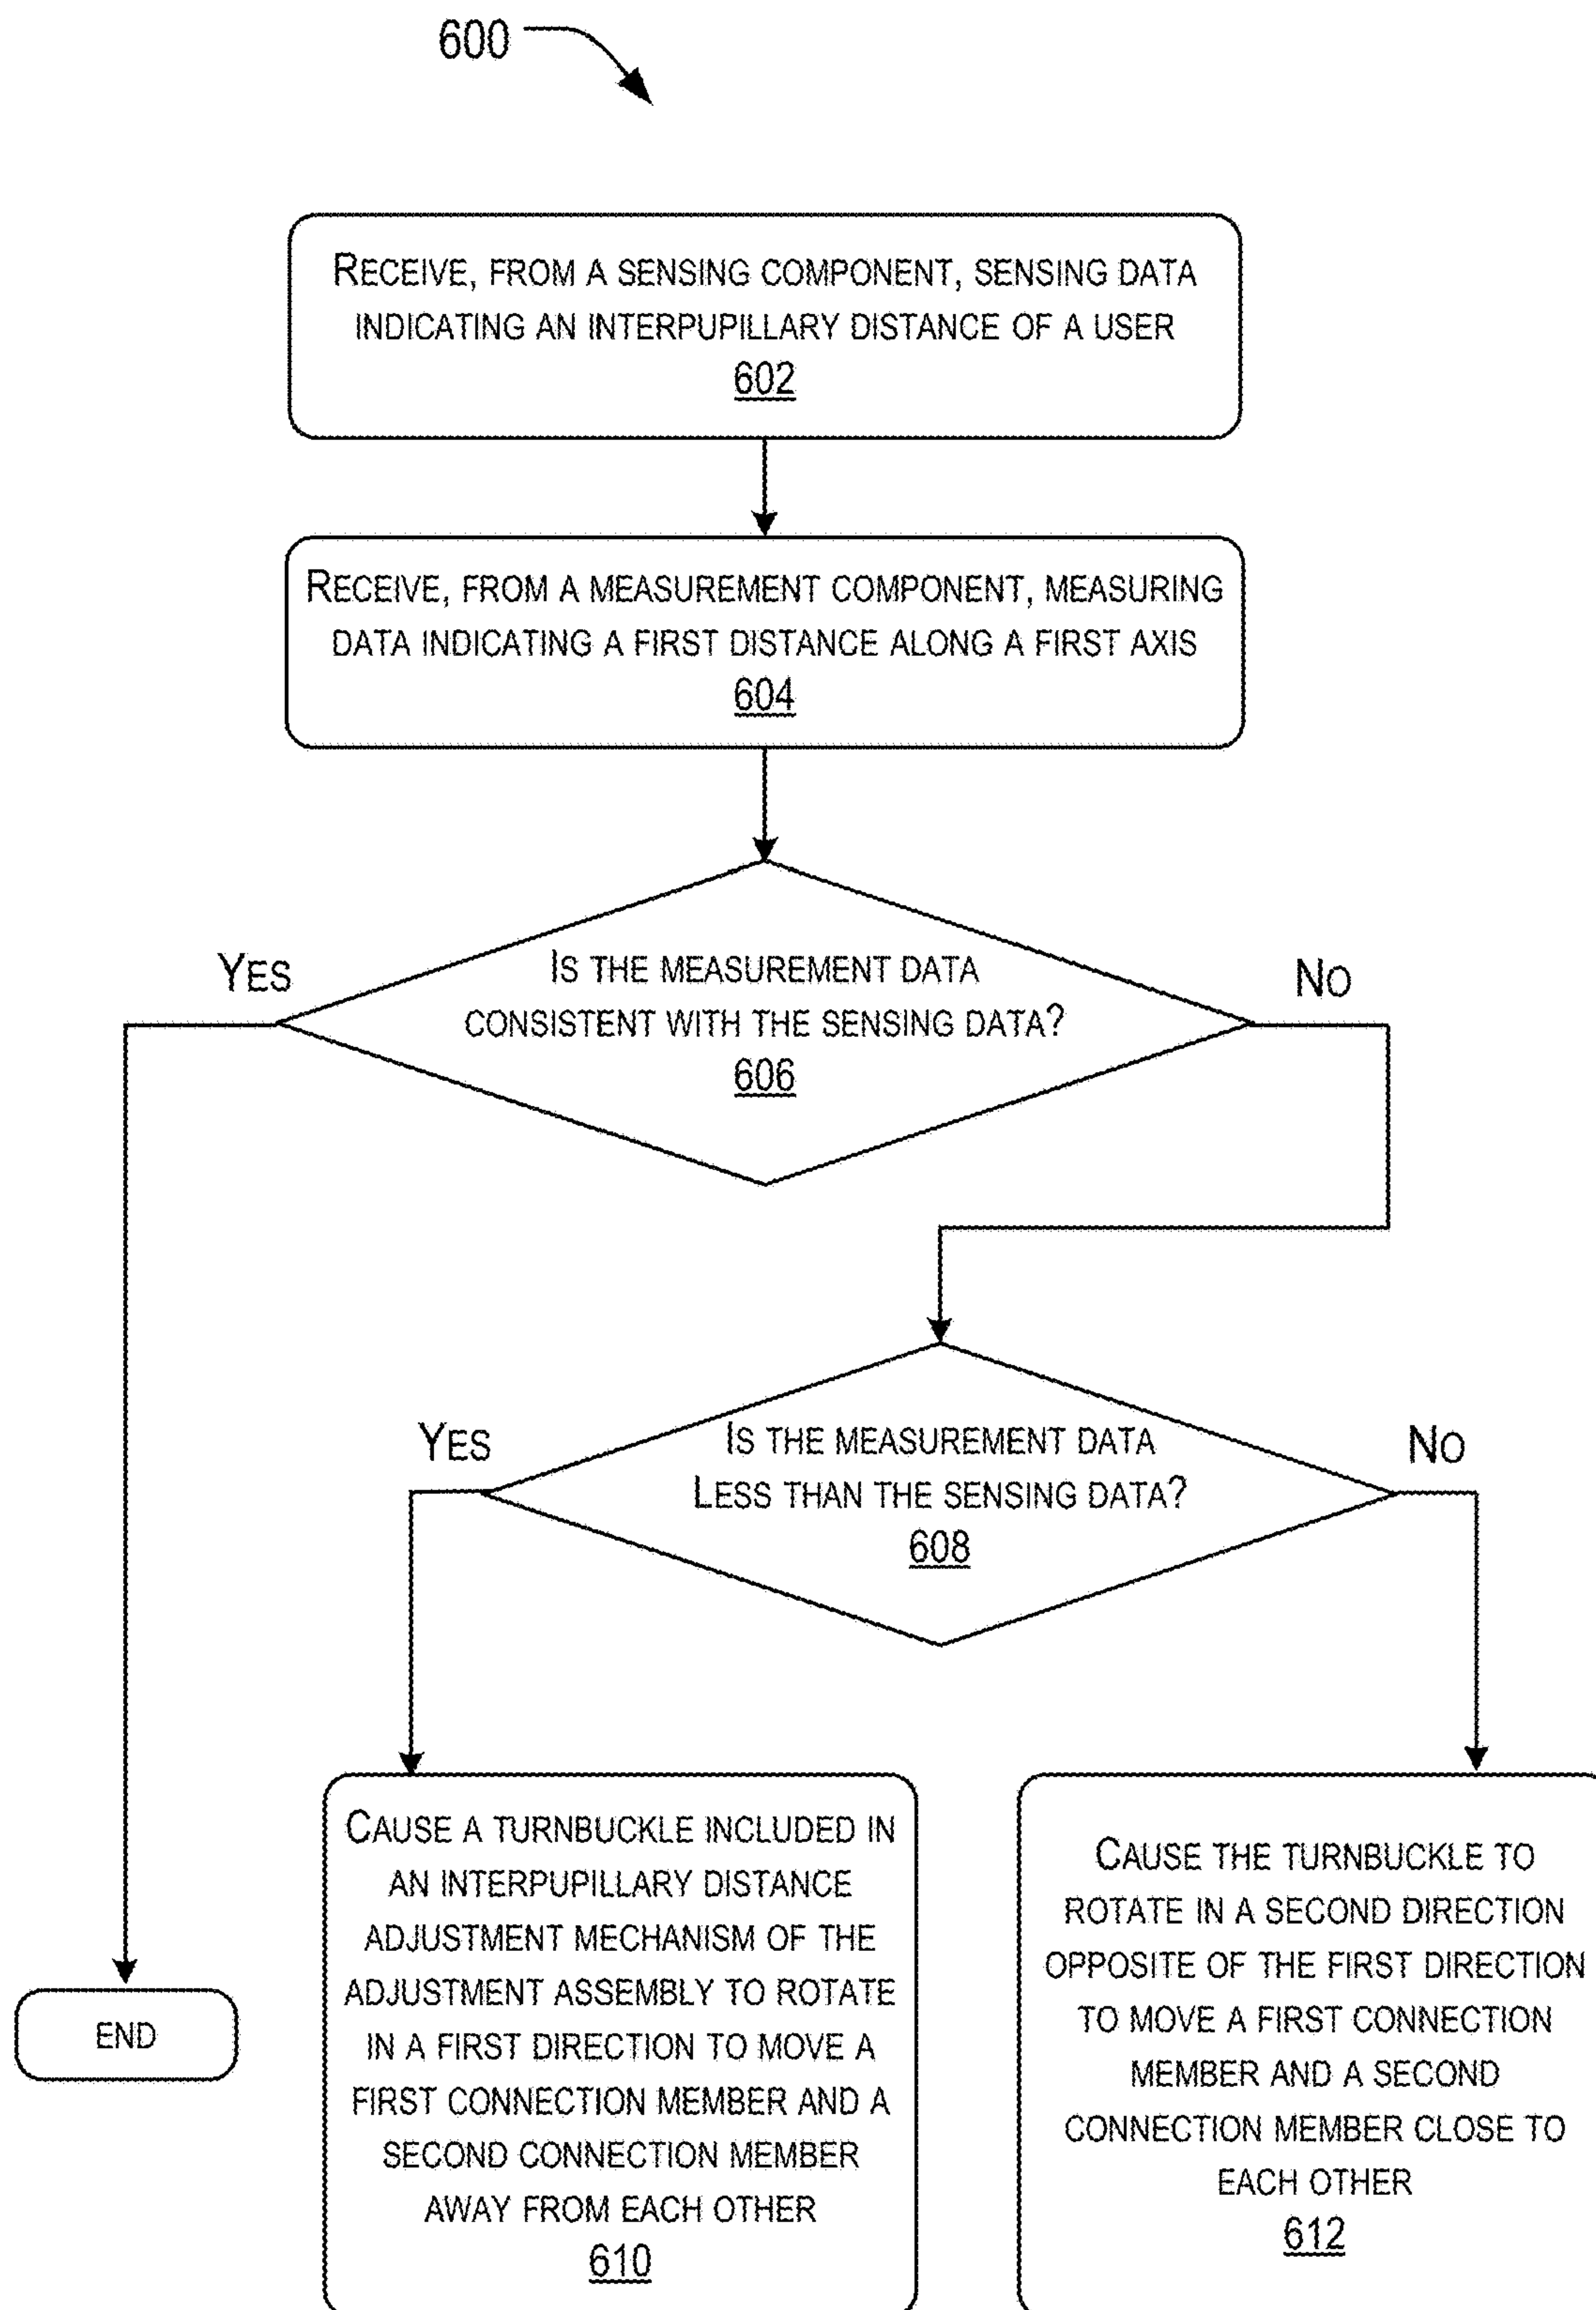 600
RECEIVE, FROM A SENSING COMPONENT, SENSING DATA
INDICATING AN INTERPUPILLARY DISTANCE OF A USER
602
RECEIVE, FROM A MEASUREMENT COMPONENT, MEASURING
DATA INDICATING A FIRST DISTANCE ALONG A FIRST AXIS
604
YES
IS THE MEASUREMENT DATA
CONSISTENT WITH THE SENSING DATA?
606
NO
YES
IS THE MEASUREMENT DATA
LESS THAN THE SENSING DATA?
608
NO
END
CAUSE A TURNBUCKLE INCLUDED IN
AN INTERPUPILLARY DISTANCE
ADJUSTMENT MECHANISM OF THE
ADJUSTMENT ASSEMBLY TO ROTATE
IN A FIRST DIRECTION TO MOVE A
FIRST CONNECTION MEMBER AND A
SECOND CONNECTION MEMBER
AWAY FROM EACH OTHER
610
CAUSE THE TURNBUCKLE TO
ROTATE IN A SECOND DIRECTION
OPPOSITE OF THE FIRST DIRECTION
TO MOVE A FIRST CONNECTION
MEMBER AND A SECOND
CONNECTION MEMBER CLOSE TO
EACH OTHER
612